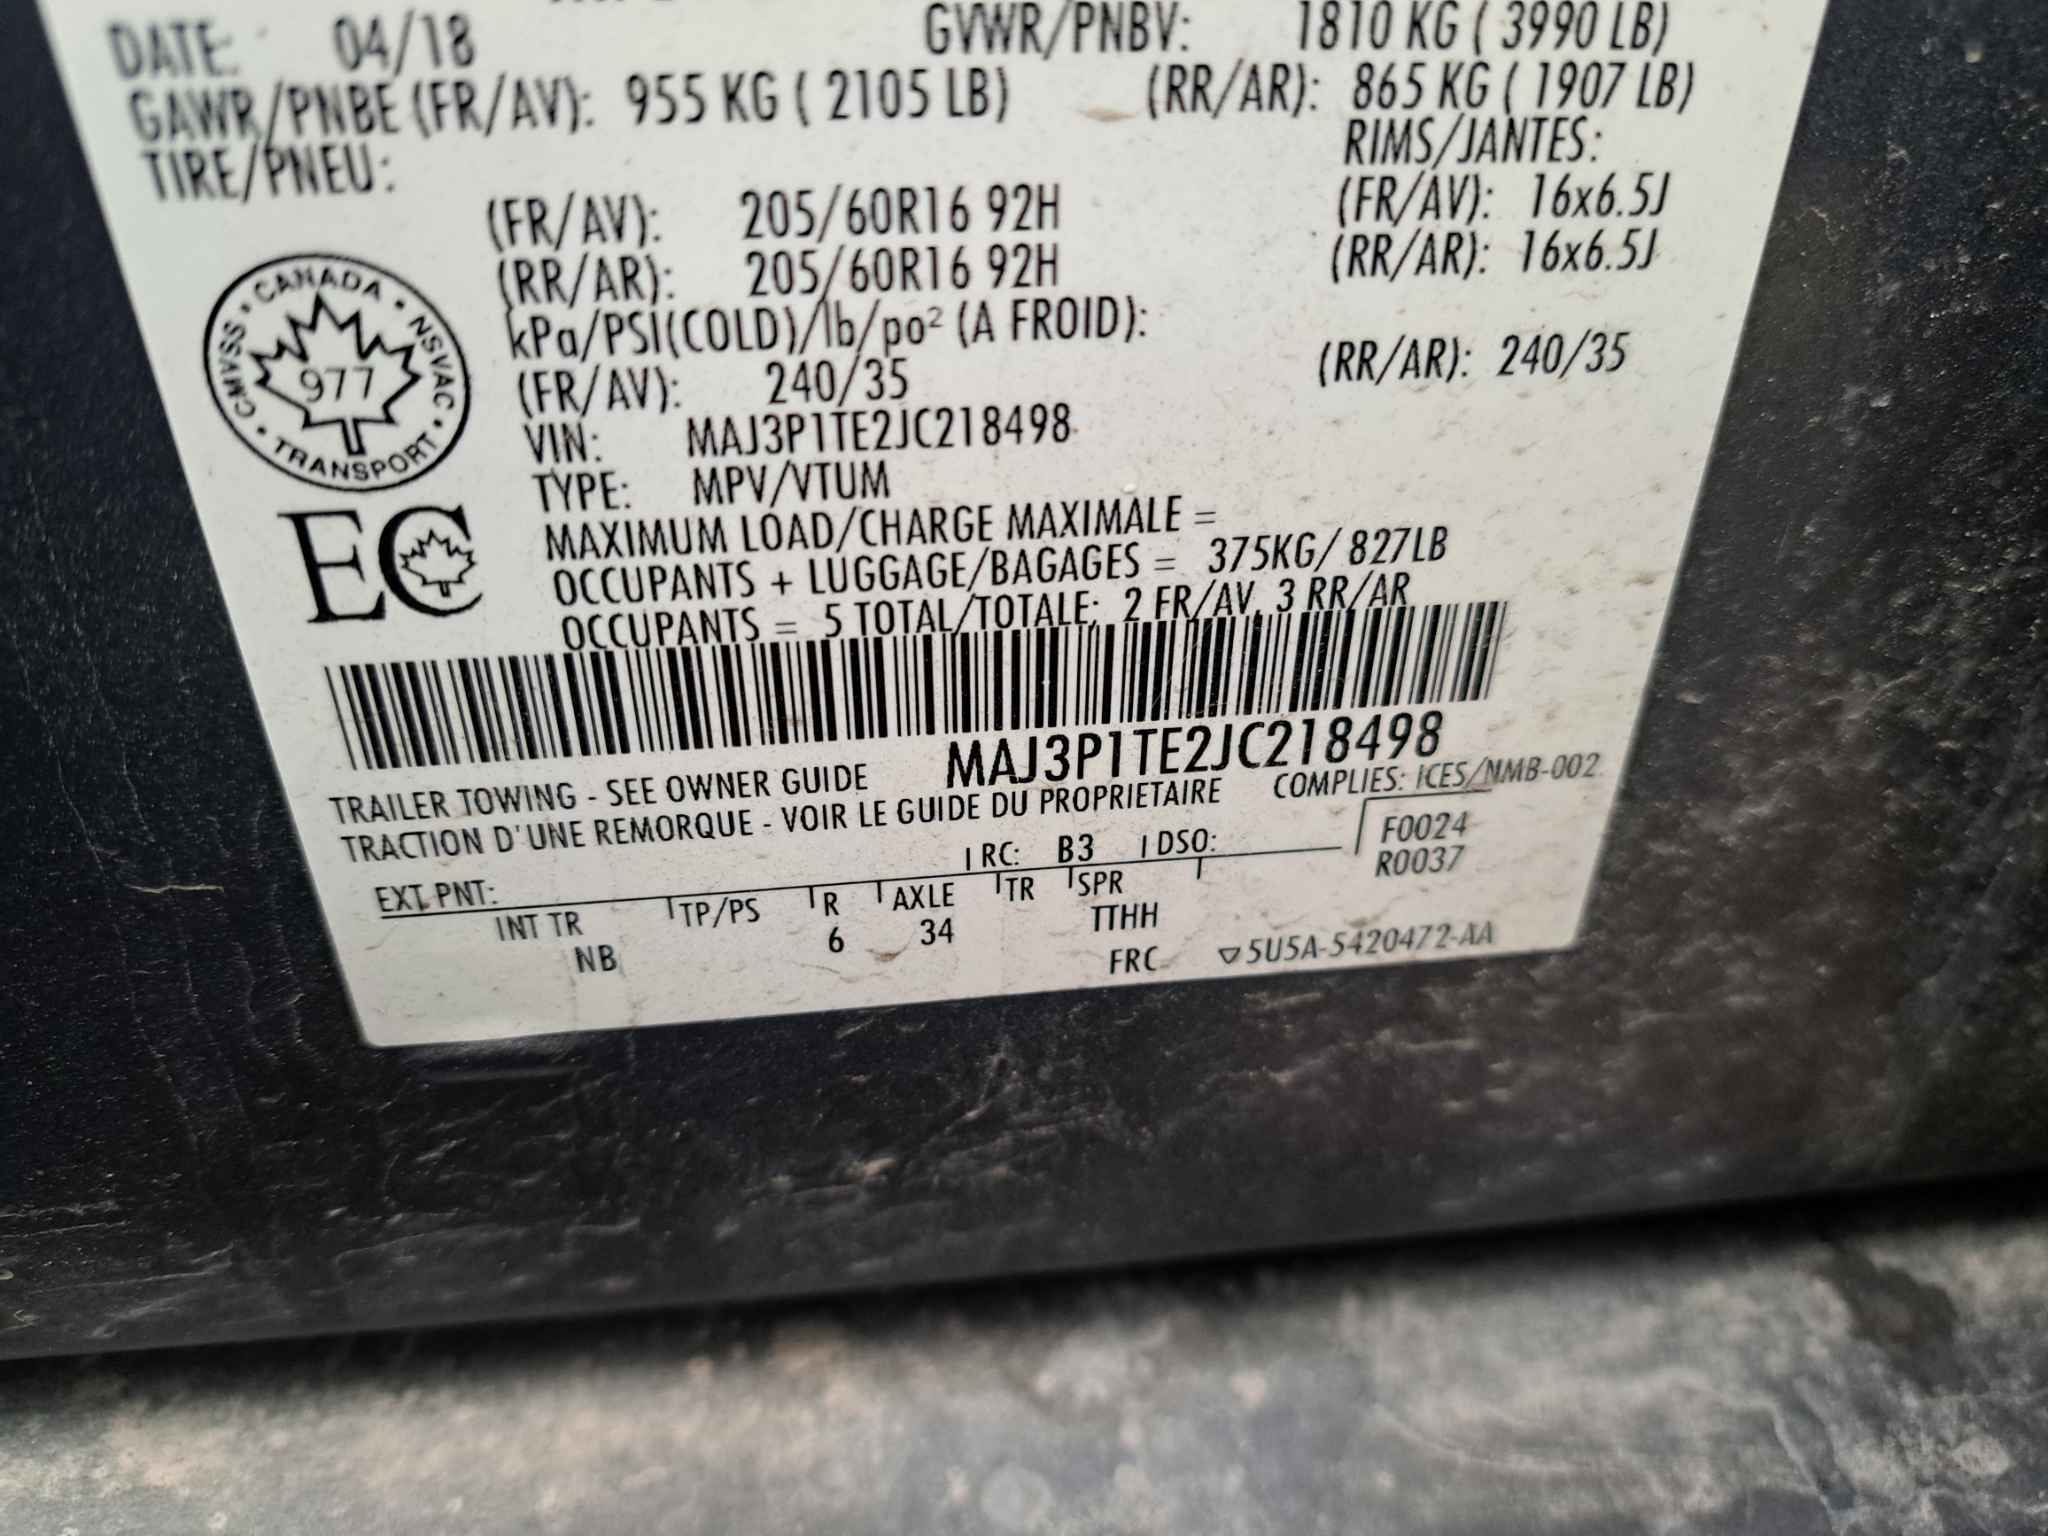 DATE: 04/18 GVWR/PNBV: 1810 KG ( 3990 LB)
GAWR/PNBE (FR/AV): 955 KG ( 2105 LB) (RR/AR): 865 KG ( 1907 LB)
TIRE/PNEU: RIMS/JANTES:
(FR/AV): 205/60R16 92H (FR/AV): 16x6.5J
(RR/AR): 205/60R16 92H (RR/AR): 16x6.5J
kPa/PSI(COLD)/lb/po² (A FROID):
(FR/AV): 240/35 (RR/AR): 240/35
VIN: MAJ3P1TE2JC218498
TYPE: MPV/VTUM
MAXIMUM LOAD/CHARGE MAXIMALE =
OCCUPANTS + LUGGAGE/BAGAGES = 375KG/ 827LB
OCCUPANTS = 5 TOTAL/TOTALE; 2 FR/AV, 3 RR/AR
CANADA • NSVAC • TRANSPORT • CMVSS •
977
EC
MAJ3P1TE2JC218498
TRAILER TOWING - SEE OWNER GUIDE COMPLIES: ICES/NMB-002
TRACTION D'UNE REMORQUE - VOIR LE GUIDE DU PROPRIETAIRE
EXT PNT: RC: B3 DSO: F0024
R0037
INT TR TP/PS R AXLE TR SPR
NB 6 34 TTHH
FRC ▽5U5A-5420472-AA